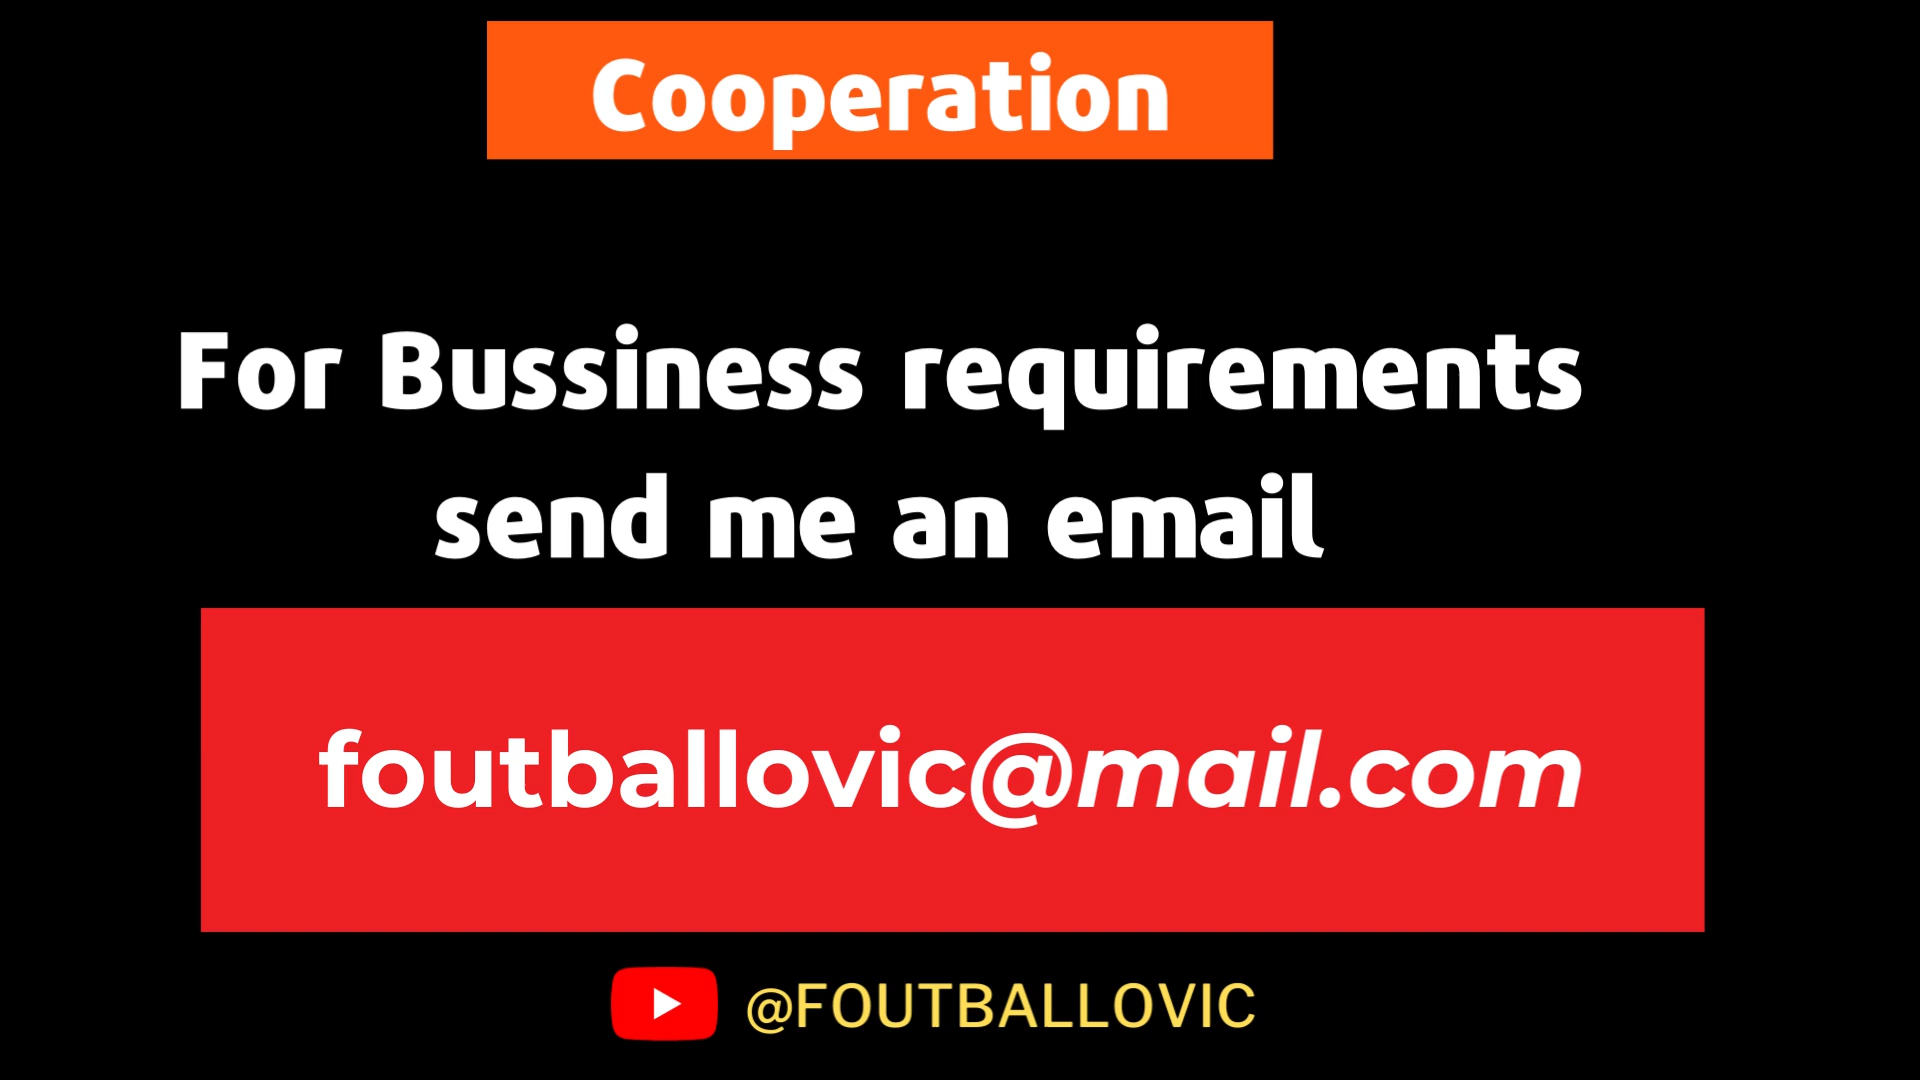 Cooperation
For Bussiness requirements
send me an email
foutballovic@mail.com
@FOUTBALLOVIC